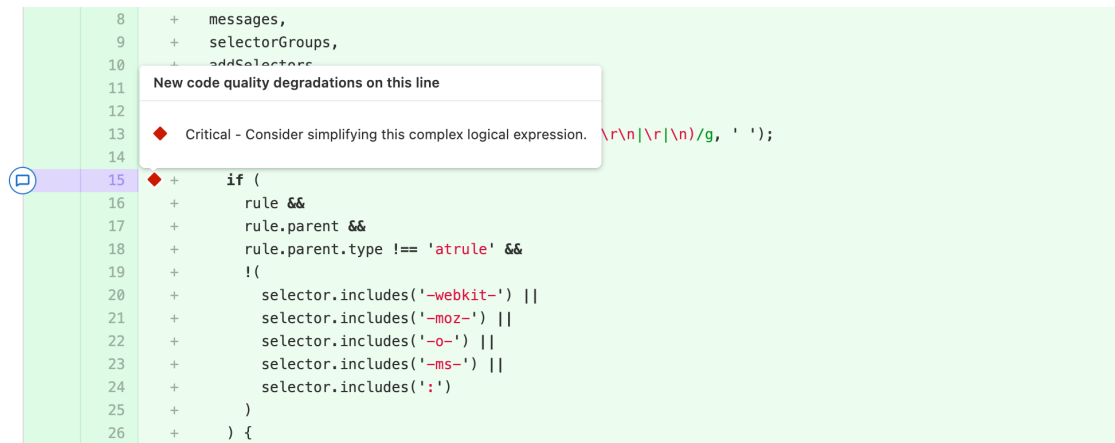 8 + messages,
9 + selectorGroups,
10 + addSelectors
11 New code quality degradations on this line
12
13 Critical - Consider simplifying this complex logical expression. \r\n|\r|\n)/g, ' ');
14
15 + if (
16 + rule &&
17 + rule.parent &&
18 + rule.parent.type !== 'atrule' &&
19 + !(
20 + selector.includes('-webkit-') ||
21 + selector.includes('-moz-') ||
22 + selector.includes('-o-') ||
23 + selector.includes('-ms-') ||
24 + selector.includes(':')
25 + )
26 + ) {